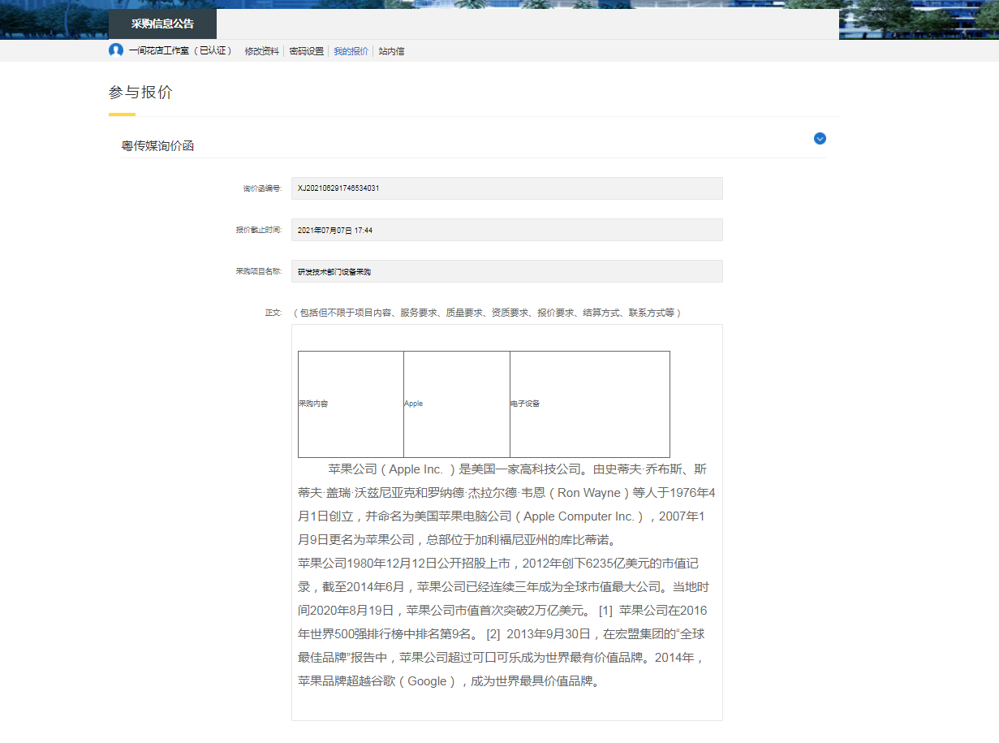 采购信息公告
一间花店工作室（已认证） 修改资料 密码设置 我的报价 站内信
参与报价
粤传媒询价函
询价函编号: XJ202106291746534031
报价截止时间: 2021年07月07日 17:44
采购项目名称: 研发技术部门设备采购
正文: （包括但不限于项目内容、服务要求、质量要求、资质要求、报价要求、结算方式、联系方式等）
采购内容 Apple 电子设备
苹果公司（Apple Inc. ）是美国一家高科技公司。由史蒂夫·乔布斯、斯
蒂夫·盖瑞·沃兹尼亚克和罗纳德·杰拉尔德·韦恩（Ron Wayne）等人于1976年4
月1日创立，并命名为美国苹果电脑公司（Apple Computer Inc.），2007年1
月9日更名为苹果公司，总部位于加利福尼亚州的库比蒂诺。
苹果公司1980年12月12日公开招股上市，2012年创下6235亿美元的市值记
录，截至2014年6月，苹果公司已经连续三年成为全球市值最大公司。当地时
间2020年8月19日，苹果公司市值首次突破2万亿美元。 [1] 苹果公司在2016
年世界500强排行榜中排名第9名。 [2] 2013年9月30日，在宏盟集团的“全球
最佳品牌”报告中，苹果公司超过可口可乐成为世界最有价值品牌。2014年，
苹果品牌超越谷歌（Google），成为世界最具价值品牌。